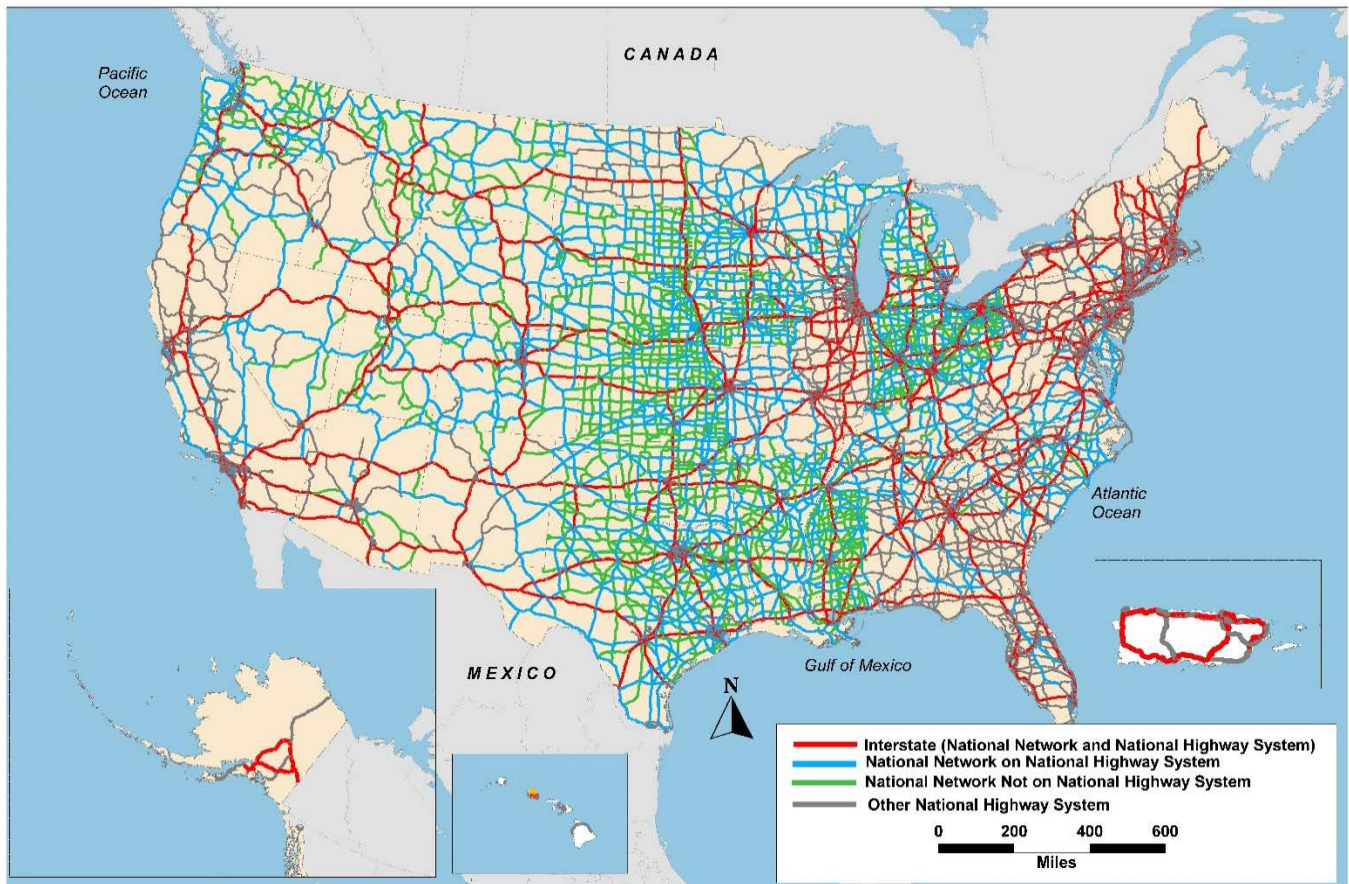 CANADA
Pacific
Ocean
Atlantic
Ocean
Gulf of Mexico
MEXICO
N
Interstate (National Network and National Highway System)
National Network on National Highway System
National Network Not on National Highway System
Other National Highway System
0 200 400 600
Miles